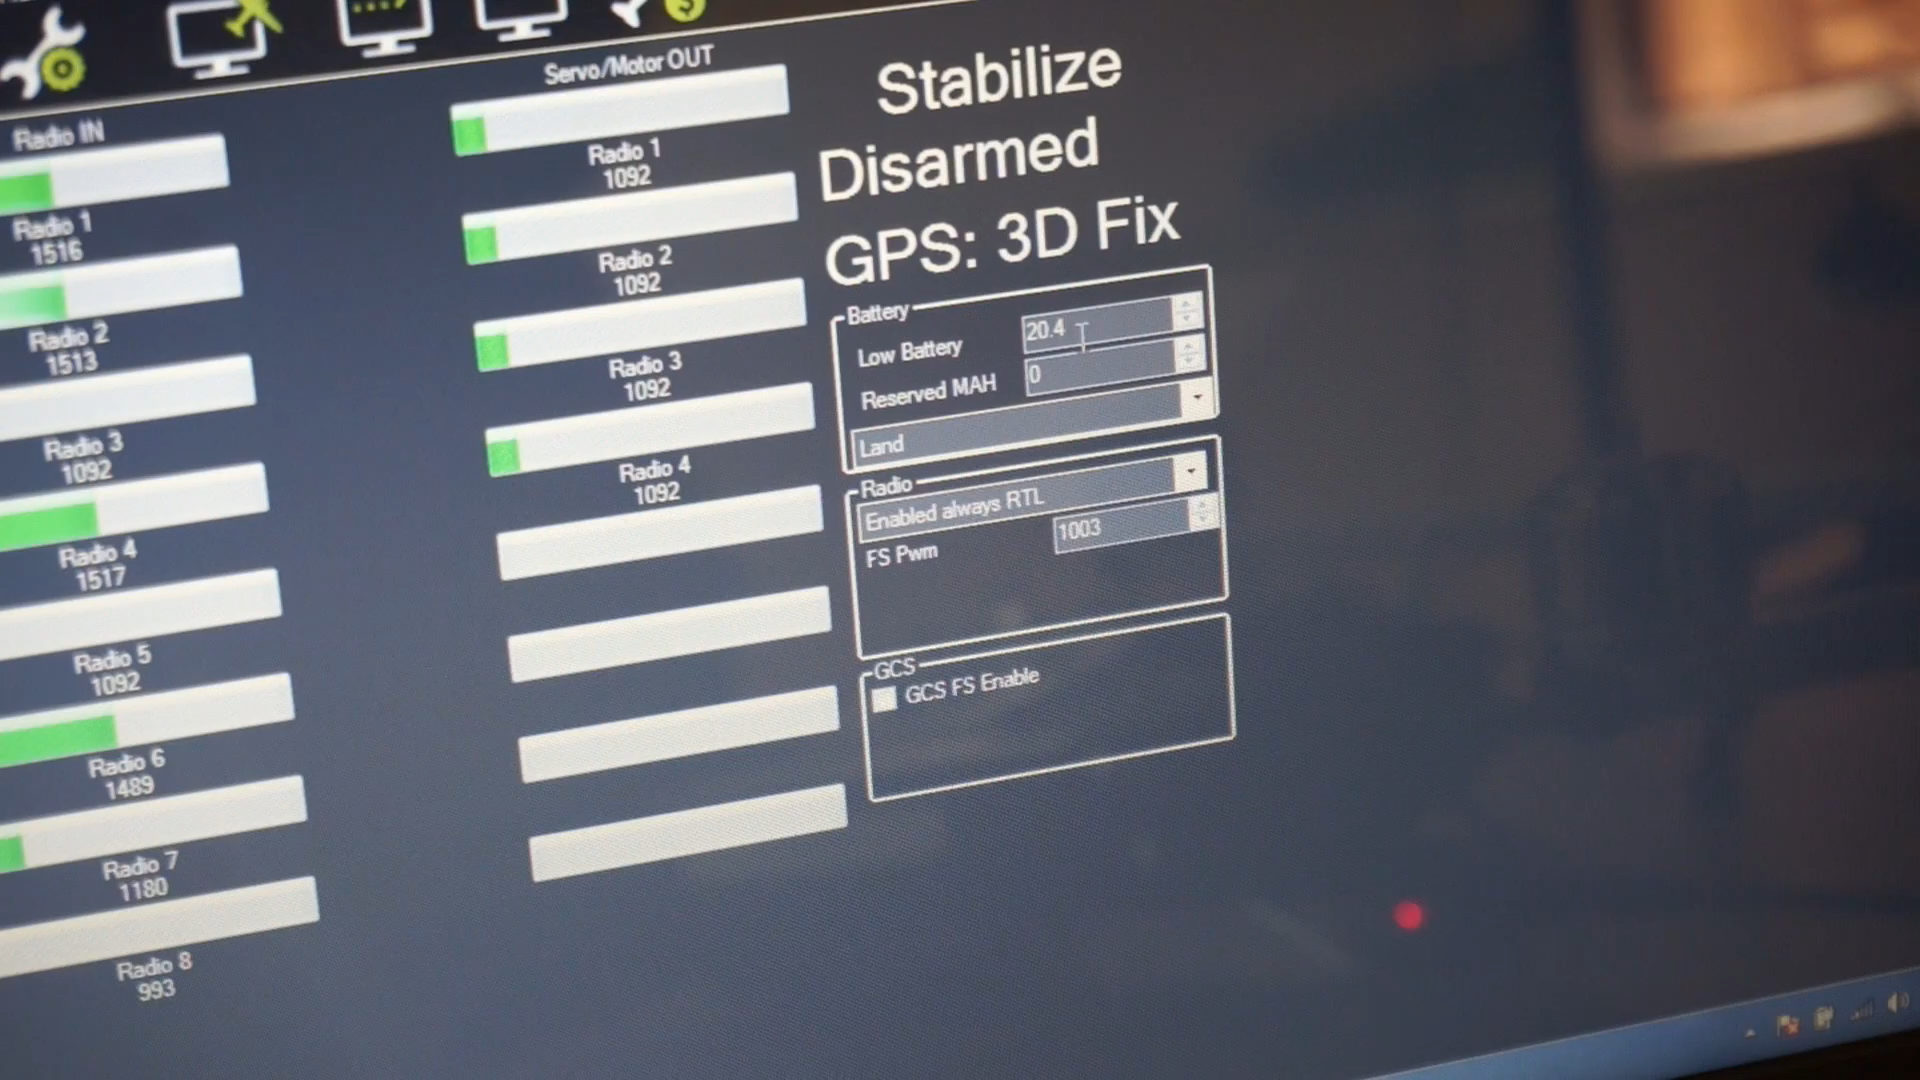 Radio IN
Radio 1
1516
Radio 2
1513
Radio 3
1092
Radio 4
1517
Radio 5
1092
Radio 6
1489
Radio 7
1180
Radio 8
993
Servo/Motor OUT
Radio 1
1092
Radio 2
1092
Radio 3
1092
Radio 4
1092
Stabilize
Disarmed
GPS: 3D Fix
Battery
Low Battery 20.4
Reserved MAH 0
Land
Radio
Enabled always RTL
FS Pwm 1003
GCS
GCS FS Enable